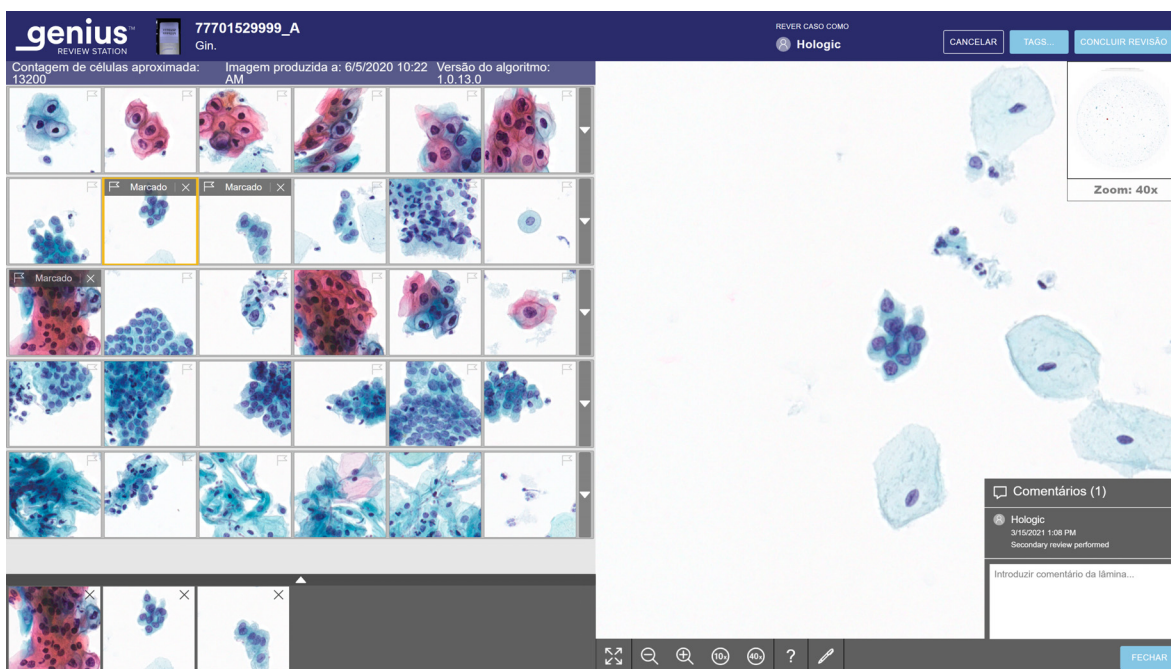 genius™
REVIEW STATION
77701529999_A
Gin.
REVER CASO COMO
Hologic
CANCELAR
TAGS...
CONCLUIR REVISÃO
Contagem de células aproximada: 13200
Imagem produzida a: 6/5/2020 10:22 AM
Versão do algoritmo: 1.0.13.0
Zoom: 40x
Marcado
Marcado
Marcado
Comentários (1)
Hologic
3/15/2021 1:08 PM
Secondary review performed
Introduzir comentário da lâmina...
10x
40x
?
FECHAR